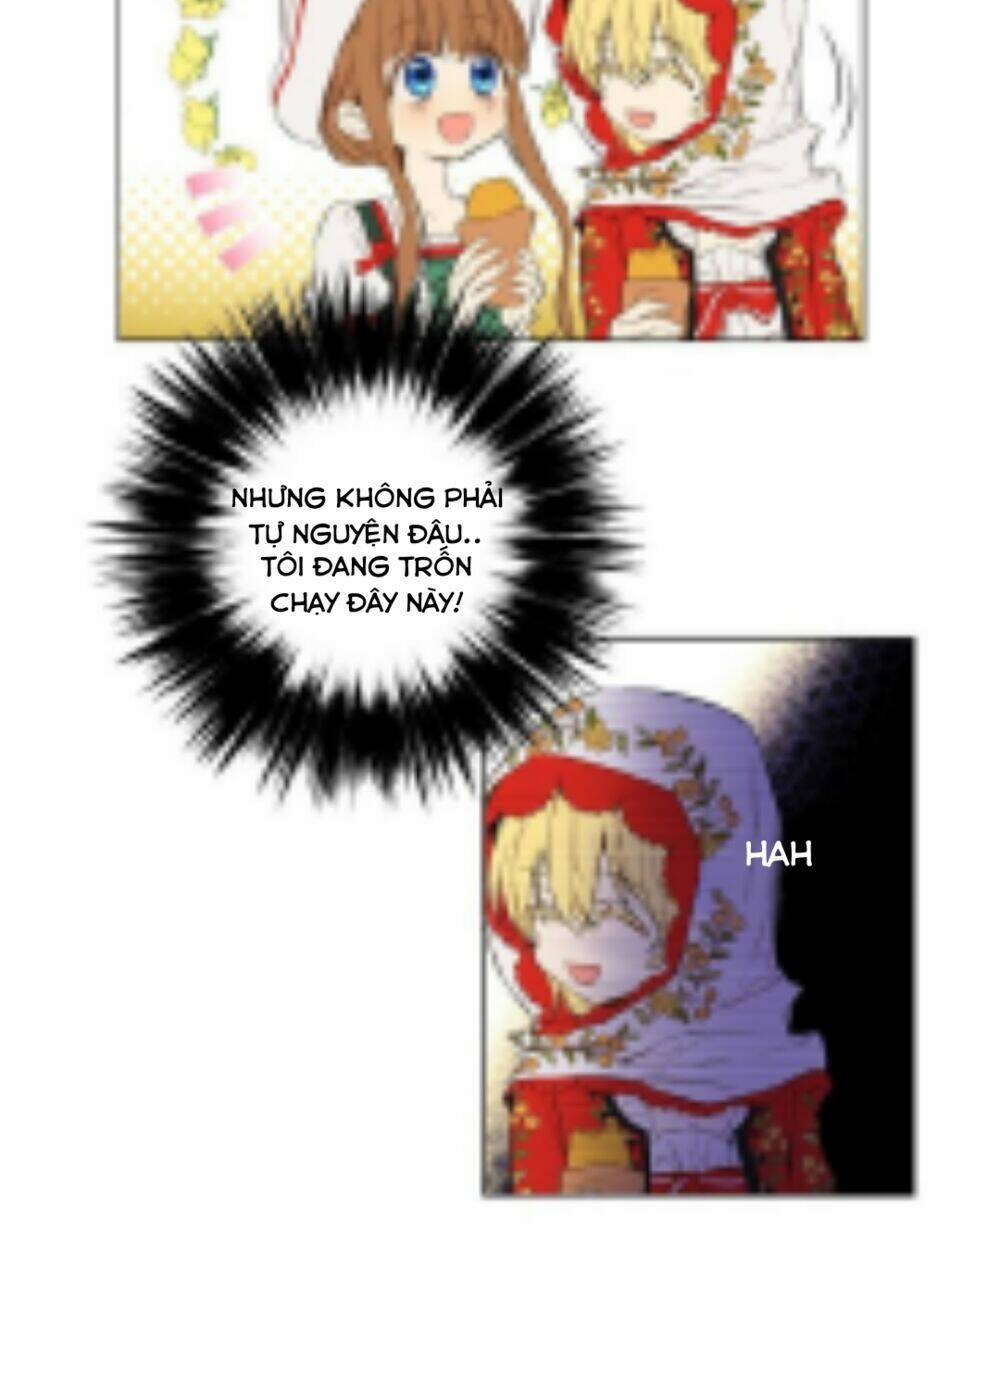 NHƯNG KHÔNG PHẢI
TỰ NGUYỆN ĐÂU..
TÔI ĐANG TRỐN
CHẠY ĐÂY NÀY!
HAH